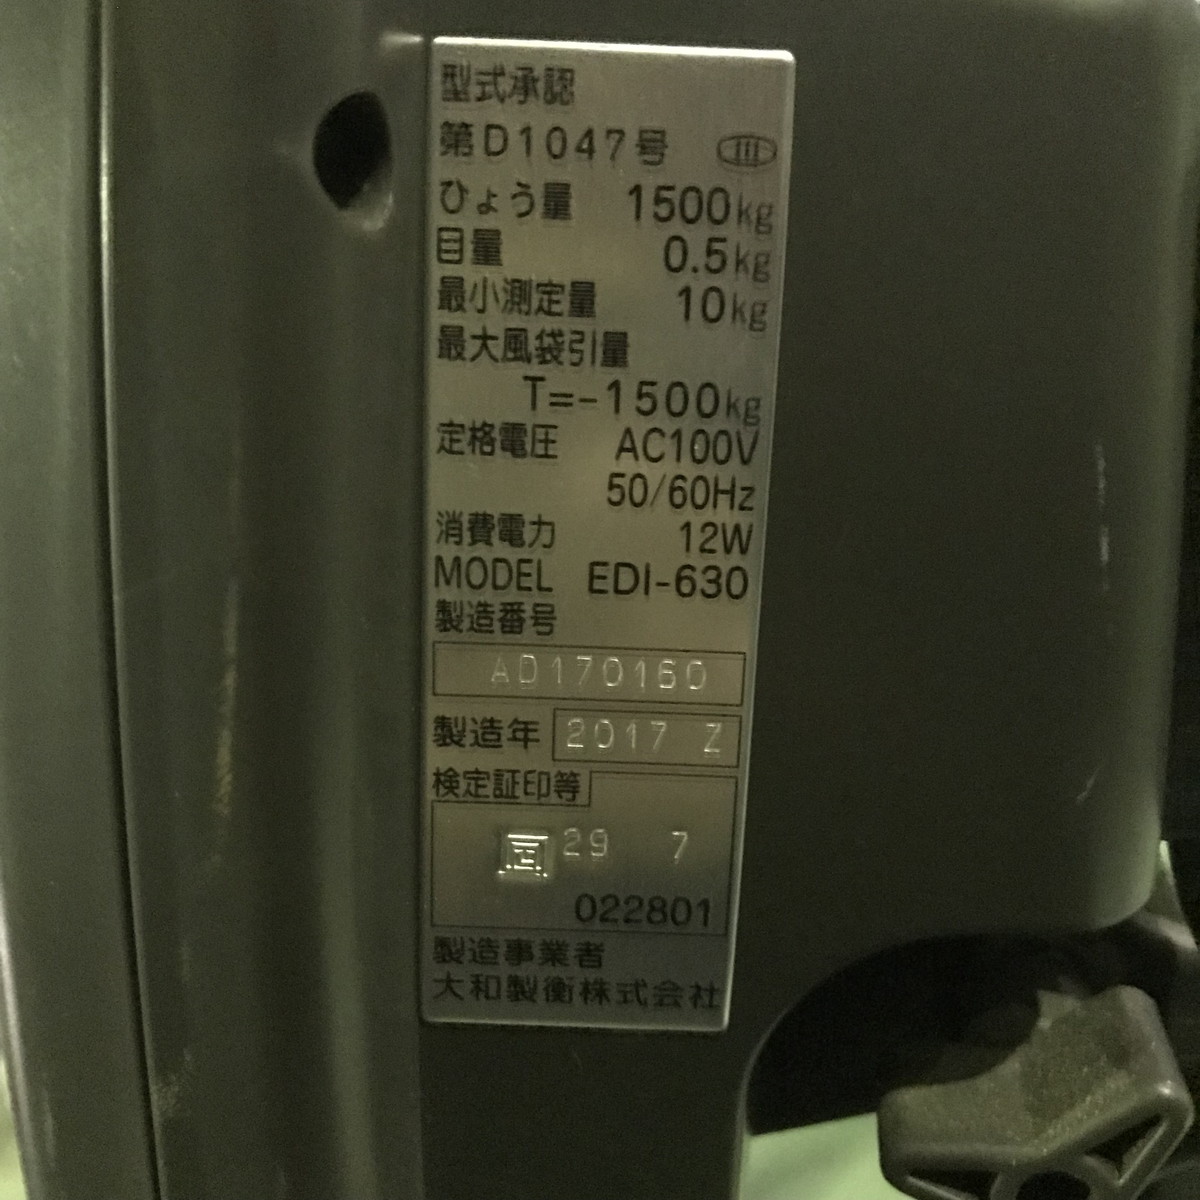 型式承認
第D1047号 Ⅲ
ひょう量 1500kg
目量 0.5kg
最小測定量 10kg
最大風袋引量
T=-1500kg
定格電圧 AC100V
50/60Hz
消費電力 12W
MODEL EDI-630
製造番号
AD170160
製造年 2017 Z
検定証印等
29 7
022801
製造事業者
大和製衡株式会社